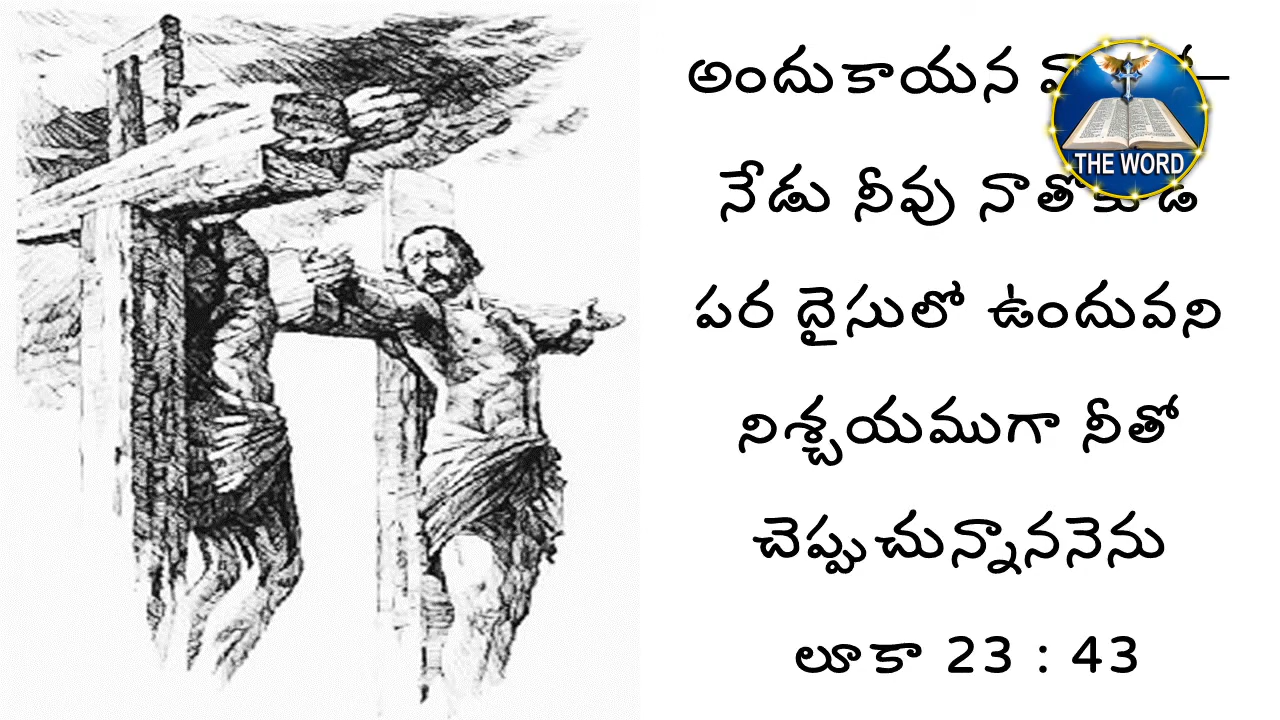 అందుకాయన
THE WORD
నేడు నీవు
పర దైసులో ఉందువని
నిశ్చయముగా నీతో
చెప్పుచున్నాననెను
లూకా 23 : 43